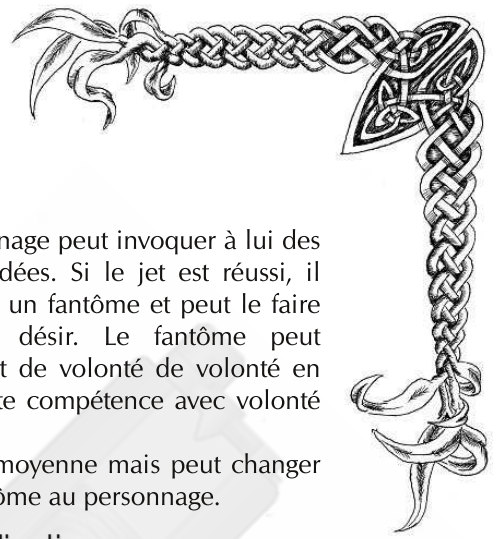 nage peut invoquer à lui des
dées. Si le jet est réussi, il
un fantôme et peut le faire
désir. Le fantôme peut
t de volonté de volonté en
te compétence avec volonté
moyenne mais peut changer
ôme au personnage.